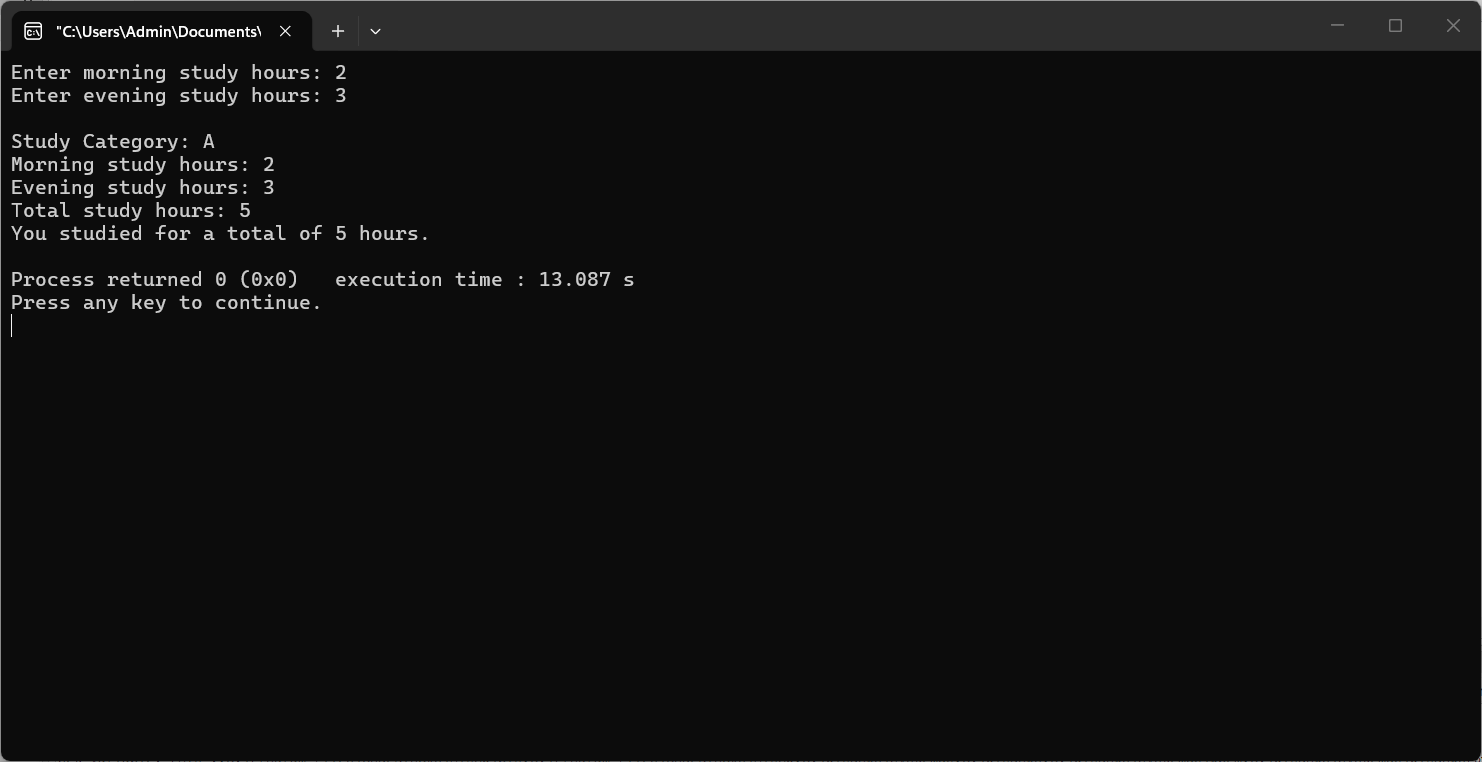 "C:\Users\Admin\Documents\
Enter morning study hours: 2
Enter evening study hours: 3
Study Category: A
Morning study hours: 2
Evening study hours: 3
Total study hours: 5
You studied for a total of 5 hours.
Process returned 0 (0x0)   execution time : 13.087 s
Press any key to continue.